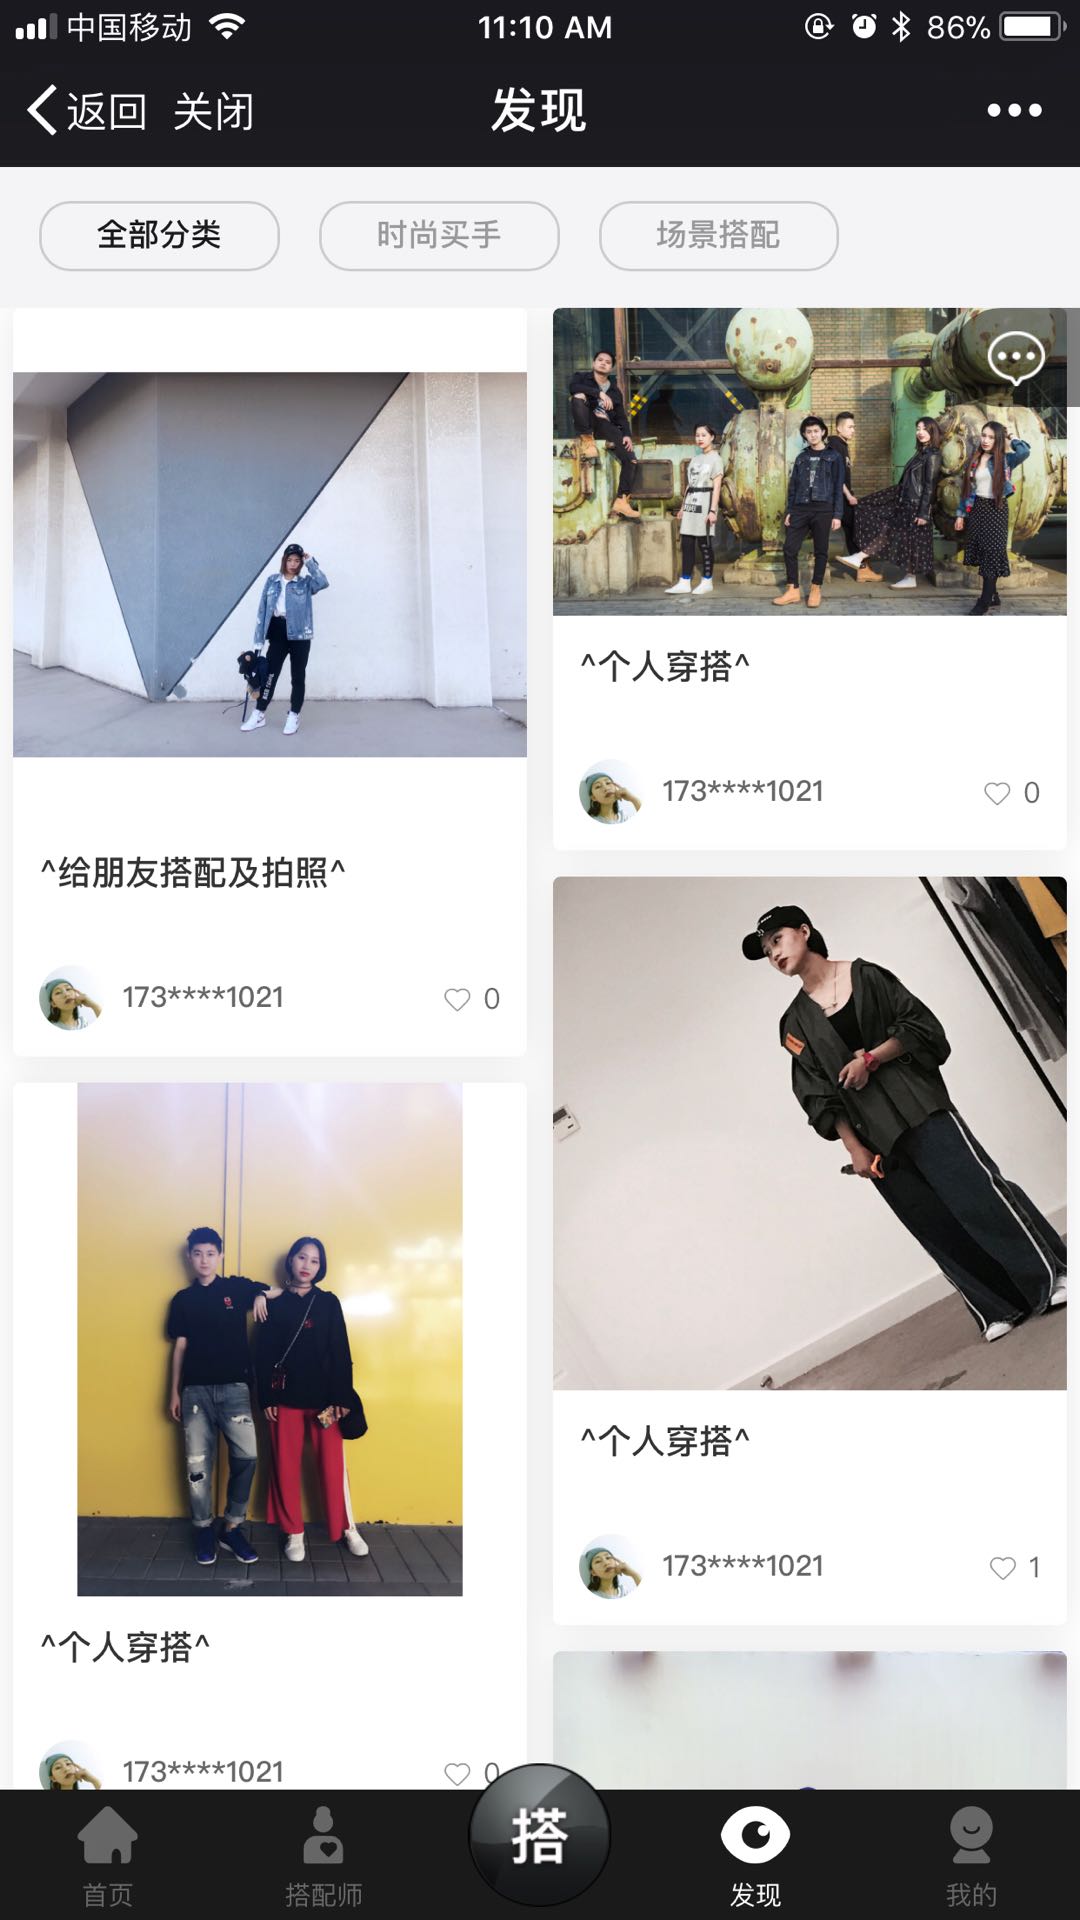 中国移动 11:10 AM 86%
返回 关闭 发现
全部分类 时尚买手 场景搭配
^给朋友搭配及拍照^
173****1021 0
^个人穿搭^
173****1021 0
^个人穿搭^
173****1021 0
^个人穿搭^
173****1021 1
首页 搭配师 搭 发现 我的